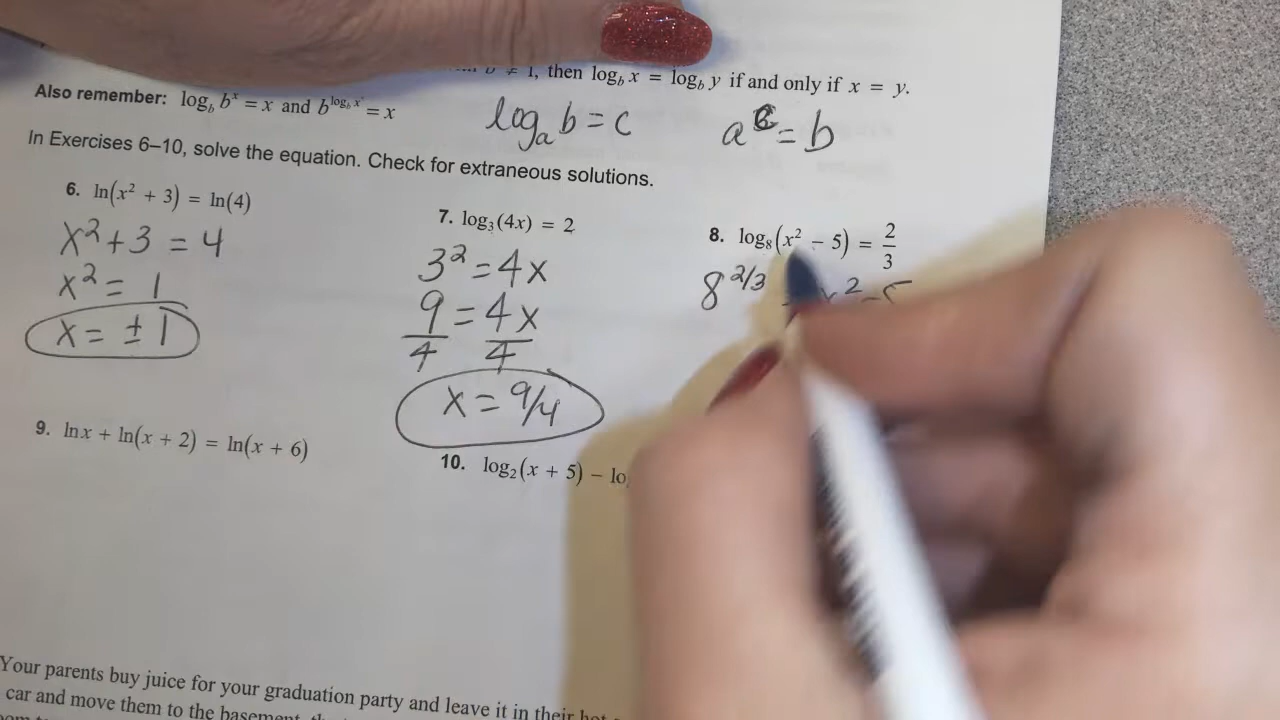 1, then log_b x = log_b y if and only if x = y.
Also remember: log_b b^x = x and b^(log_b x) = x
log_a b = c
a^c = b
In Exercises 6–10, solve the equation. Check for extraneous solutions.
6. ln(x² + 3) = ln(4)
x² + 3 = 4
x² = 1
x = ± 1
7. log₃(4x) = 2
3² = 4x
9 = 4x
4 4
x = 9/4
8. log₈(x² − 5) = 2/3
8^(2/3) x² − 5
9. ln x + ln(x + 2) = ln(x + 6)
10. log₂(x + 5) −
Your parents buy juice for your graduation party and leave it in their hot
car and move them to the basement,